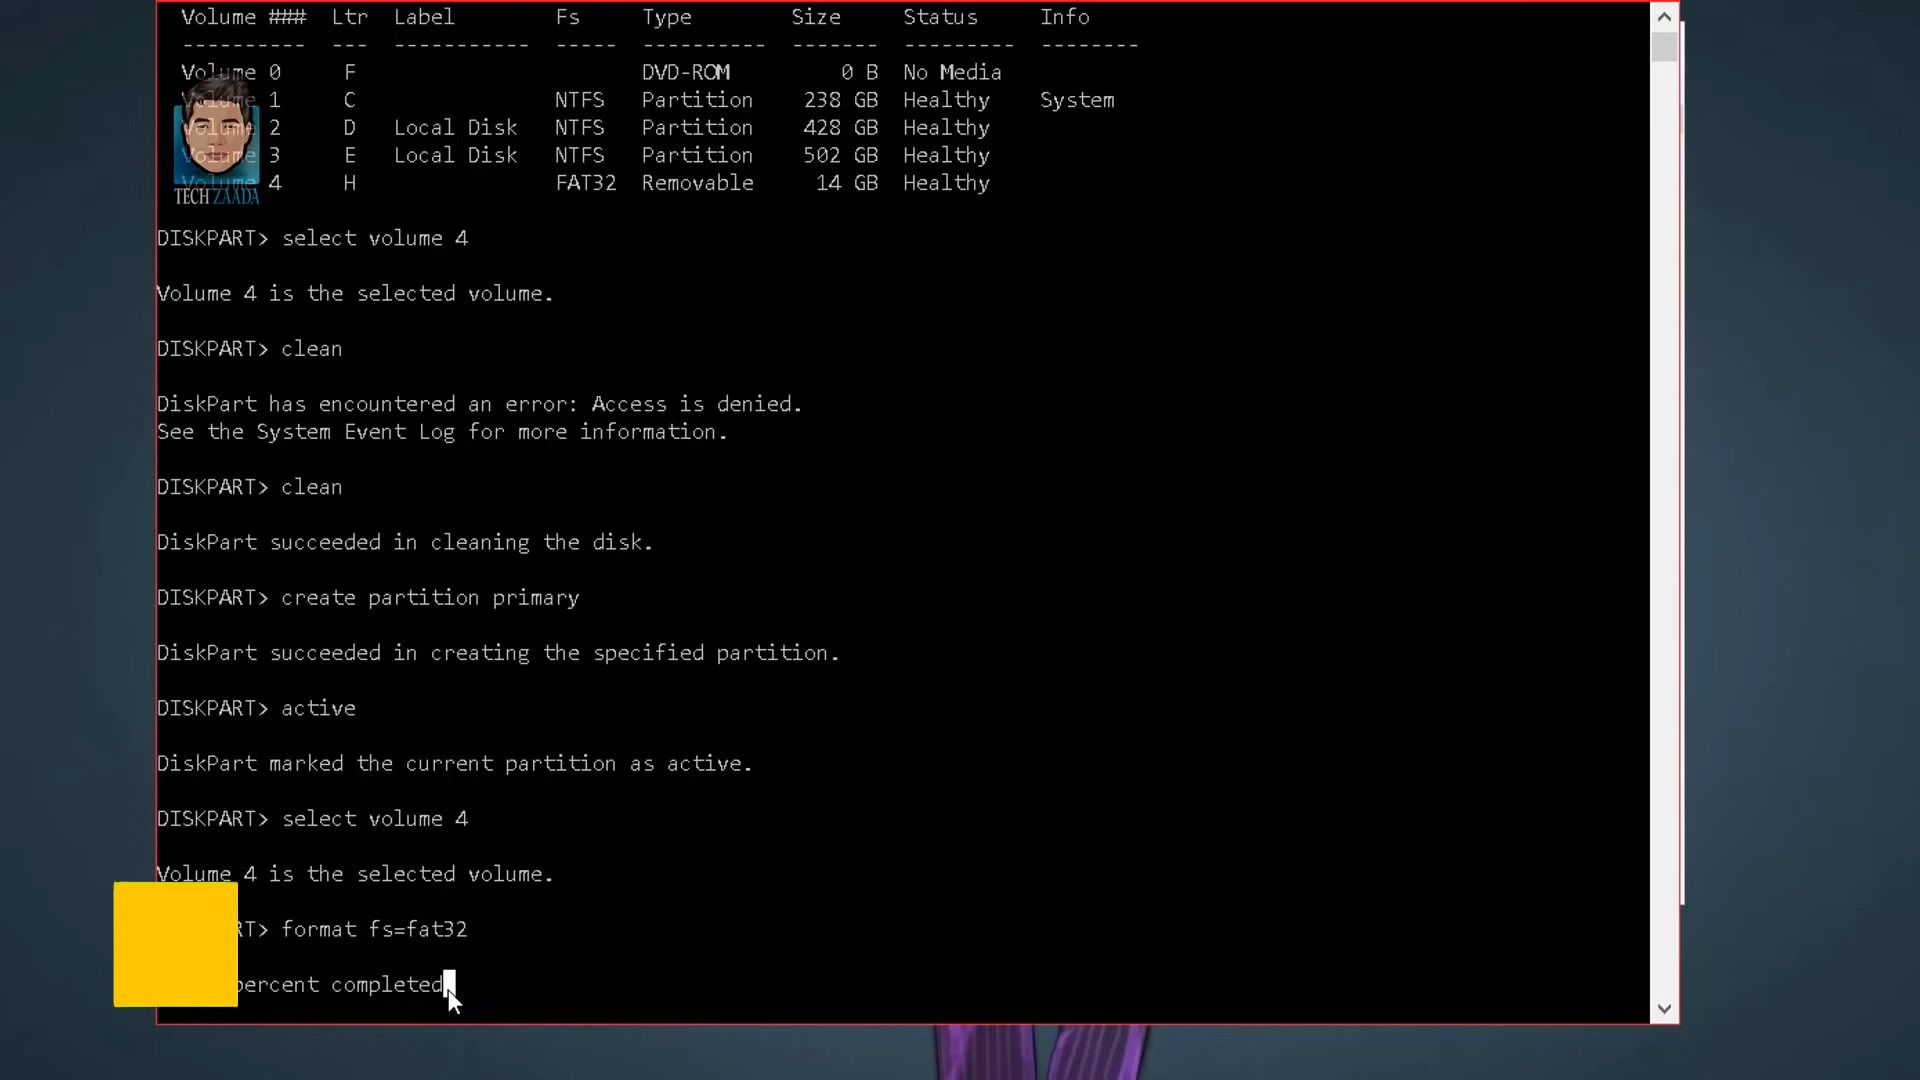 Volume ### Ltr Label Fs Type Size Status Info
---------- --- ----------- ----- ---------- ------- --------- --------
Volume 0 F DVD-ROM 0 B No Media
Volume 1 C NTFS Partition 238 GB Healthy System
Volume 2 D Local Disk NTFS Partition 428 GB Healthy
Volume 3 E Local Disk NTFS Partition 502 GB Healthy
Volume 4 H FAT32 Removable 14 GB Healthy
TECH ZAADA
DISKPART> select volume 4
Volume 4 is the selected volume.
DISKPART> clean
DiskPart has encountered an error: Access is denied.
See the System Event Log for more information.
DISKPART> clean
DiskPart succeeded in cleaning the disk.
DISKPART> create partition primary
DiskPart succeeded in creating the specified partition.
DISKPART> active
DiskPart marked the current partition as active.
DISKPART> select volume 4
Volume 4 is the selected volume.
RT> format fs=fat32
percent completed